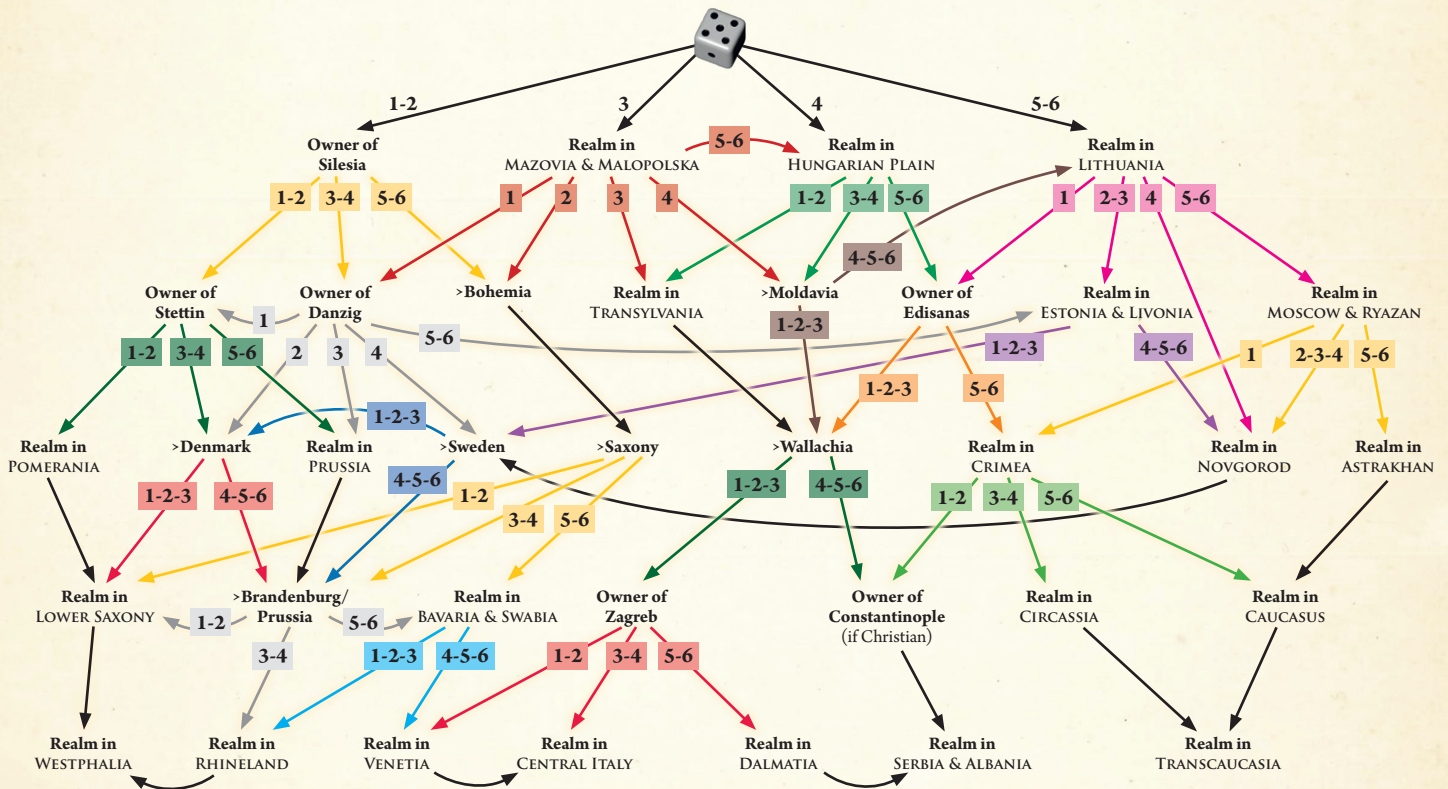 1-2
3
4
5-6
Owner of
Silesia
Realm in
MAZOVIA & MALOPOLSKA
5-6
Realm in
HUNGARIAN PLAIN
Realm in
LITHUANIA
1-2
3-4
5-6
1
2
3
4
1-2
3-4
5-6
1
2-3
4
5-6
4-5-6
Owner of
Stettin
Owner of
Danzig
>Bohemia
Realm in
TRANSYLVANIA
>Moldavia
Owner of
Edisanas
Realm in
ESTONIA & LIVONIA
Realm in
MOSCOW & RYAZAN
1
1-2-3
1-2
3-4
5-6
2
3
4
5-6
1-2-3
4-5-6
1
2-3-4
5-6
1-2-3
5-6
1-2-3
Realm in
POMERANIA
>Denmark
Realm in
PRUSSIA
>Sweden
>Saxony
>Wallachia
Realm in
CRIMEA
Realm in
NOVGOROD
Realm in
ASTRAKHAN
1-2-3
4-5-6
4-5-6
1-2
3-4
5-6
1-2-3
4-5-6
1-2
3-4
5-6
Realm in
LOWER SAXONY
>Brandenburg/
Prussia
Realm in
BAVARIA & SWABIA
Owner of
Zagreb
Owner of
Constantinople
(if Christian)
Realm in
CIRCASSIA
Realm in
CAUCASUS
1-2
5-6
3-4
1-2-3
4-5-6
1-2
3-4
5-6
Realm in
WESTPHALIA
Realm in
RHINELAND
Realm in
VENETIA
Realm in
CENTRAL ITALY
Realm in
DALMATIA
Realm in
SERBIA & ALBANIA
Realm in
TRANSCAUCASIA